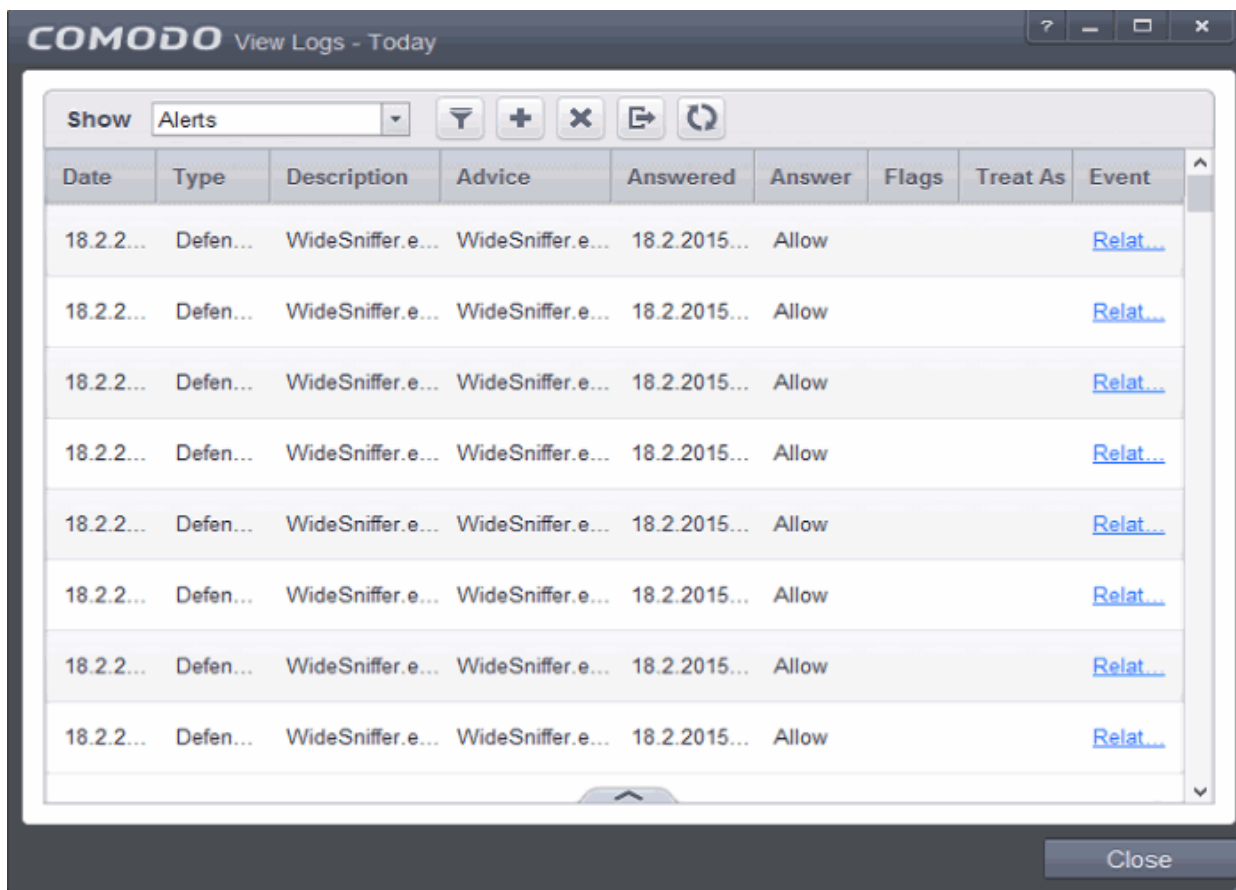 COMODO View Logs - Today
?
Show Alerts
Date Type Description Advice Answered Answer Flags Treat As Event
18.2.2... Defen... WideSniffer.e... WideSniffer.e... 18.2.2015... Allow Relat...
18.2.2... Defen... WideSniffer.e... WideSniffer.e... 18.2.2015... Allow Relat...
18.2.2... Defen... WideSniffer.e... WideSniffer.e... 18.2.2015... Allow Relat...
18.2.2... Defen... WideSniffer.e... WideSniffer.e... 18.2.2015... Allow Relat...
18.2.2... Defen... WideSniffer.e... WideSniffer.e... 18.2.2015... Allow Relat...
18.2.2... Defen... WideSniffer.e... WideSniffer.e... 18.2.2015... Allow Relat...
18.2.2... Defen... WideSniffer.e... WideSniffer.e... 18.2.2015... Allow Relat...
18.2.2... Defen... WideSniffer.e... WideSniffer.e... 18.2.2015... Allow Relat...
Close